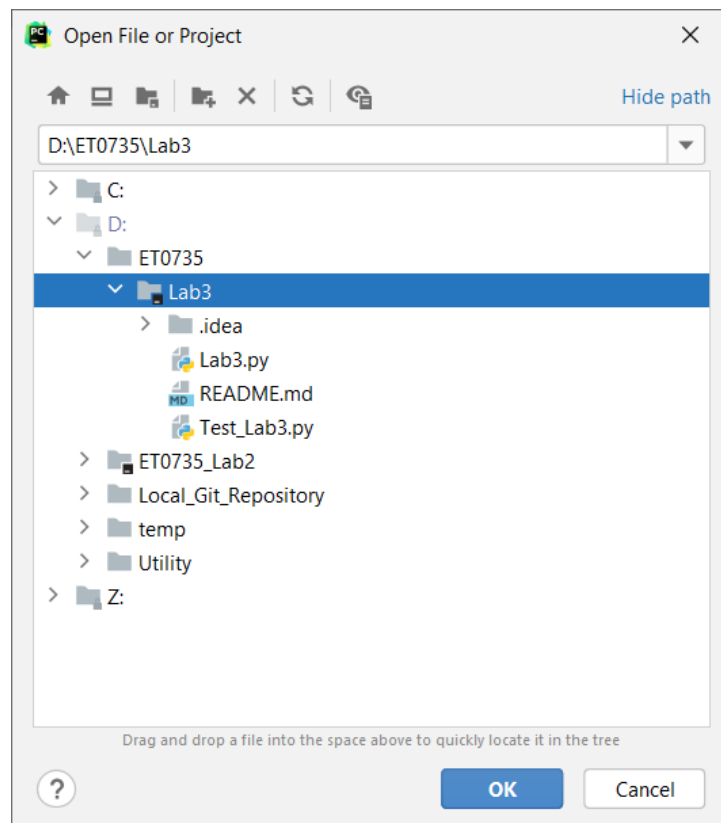 PC
Open File or Project
Hide path
D:\ET0735\Lab3
C:
D:
ET0735
Lab3
.idea
Lab3.py
MD README.md
Test_Lab3.py
ET0735_Lab2
Local_Git_Repository
temp
Utility
Z:
Drag and drop a file into the space above to quickly locate it in the tree
? OK Cancel